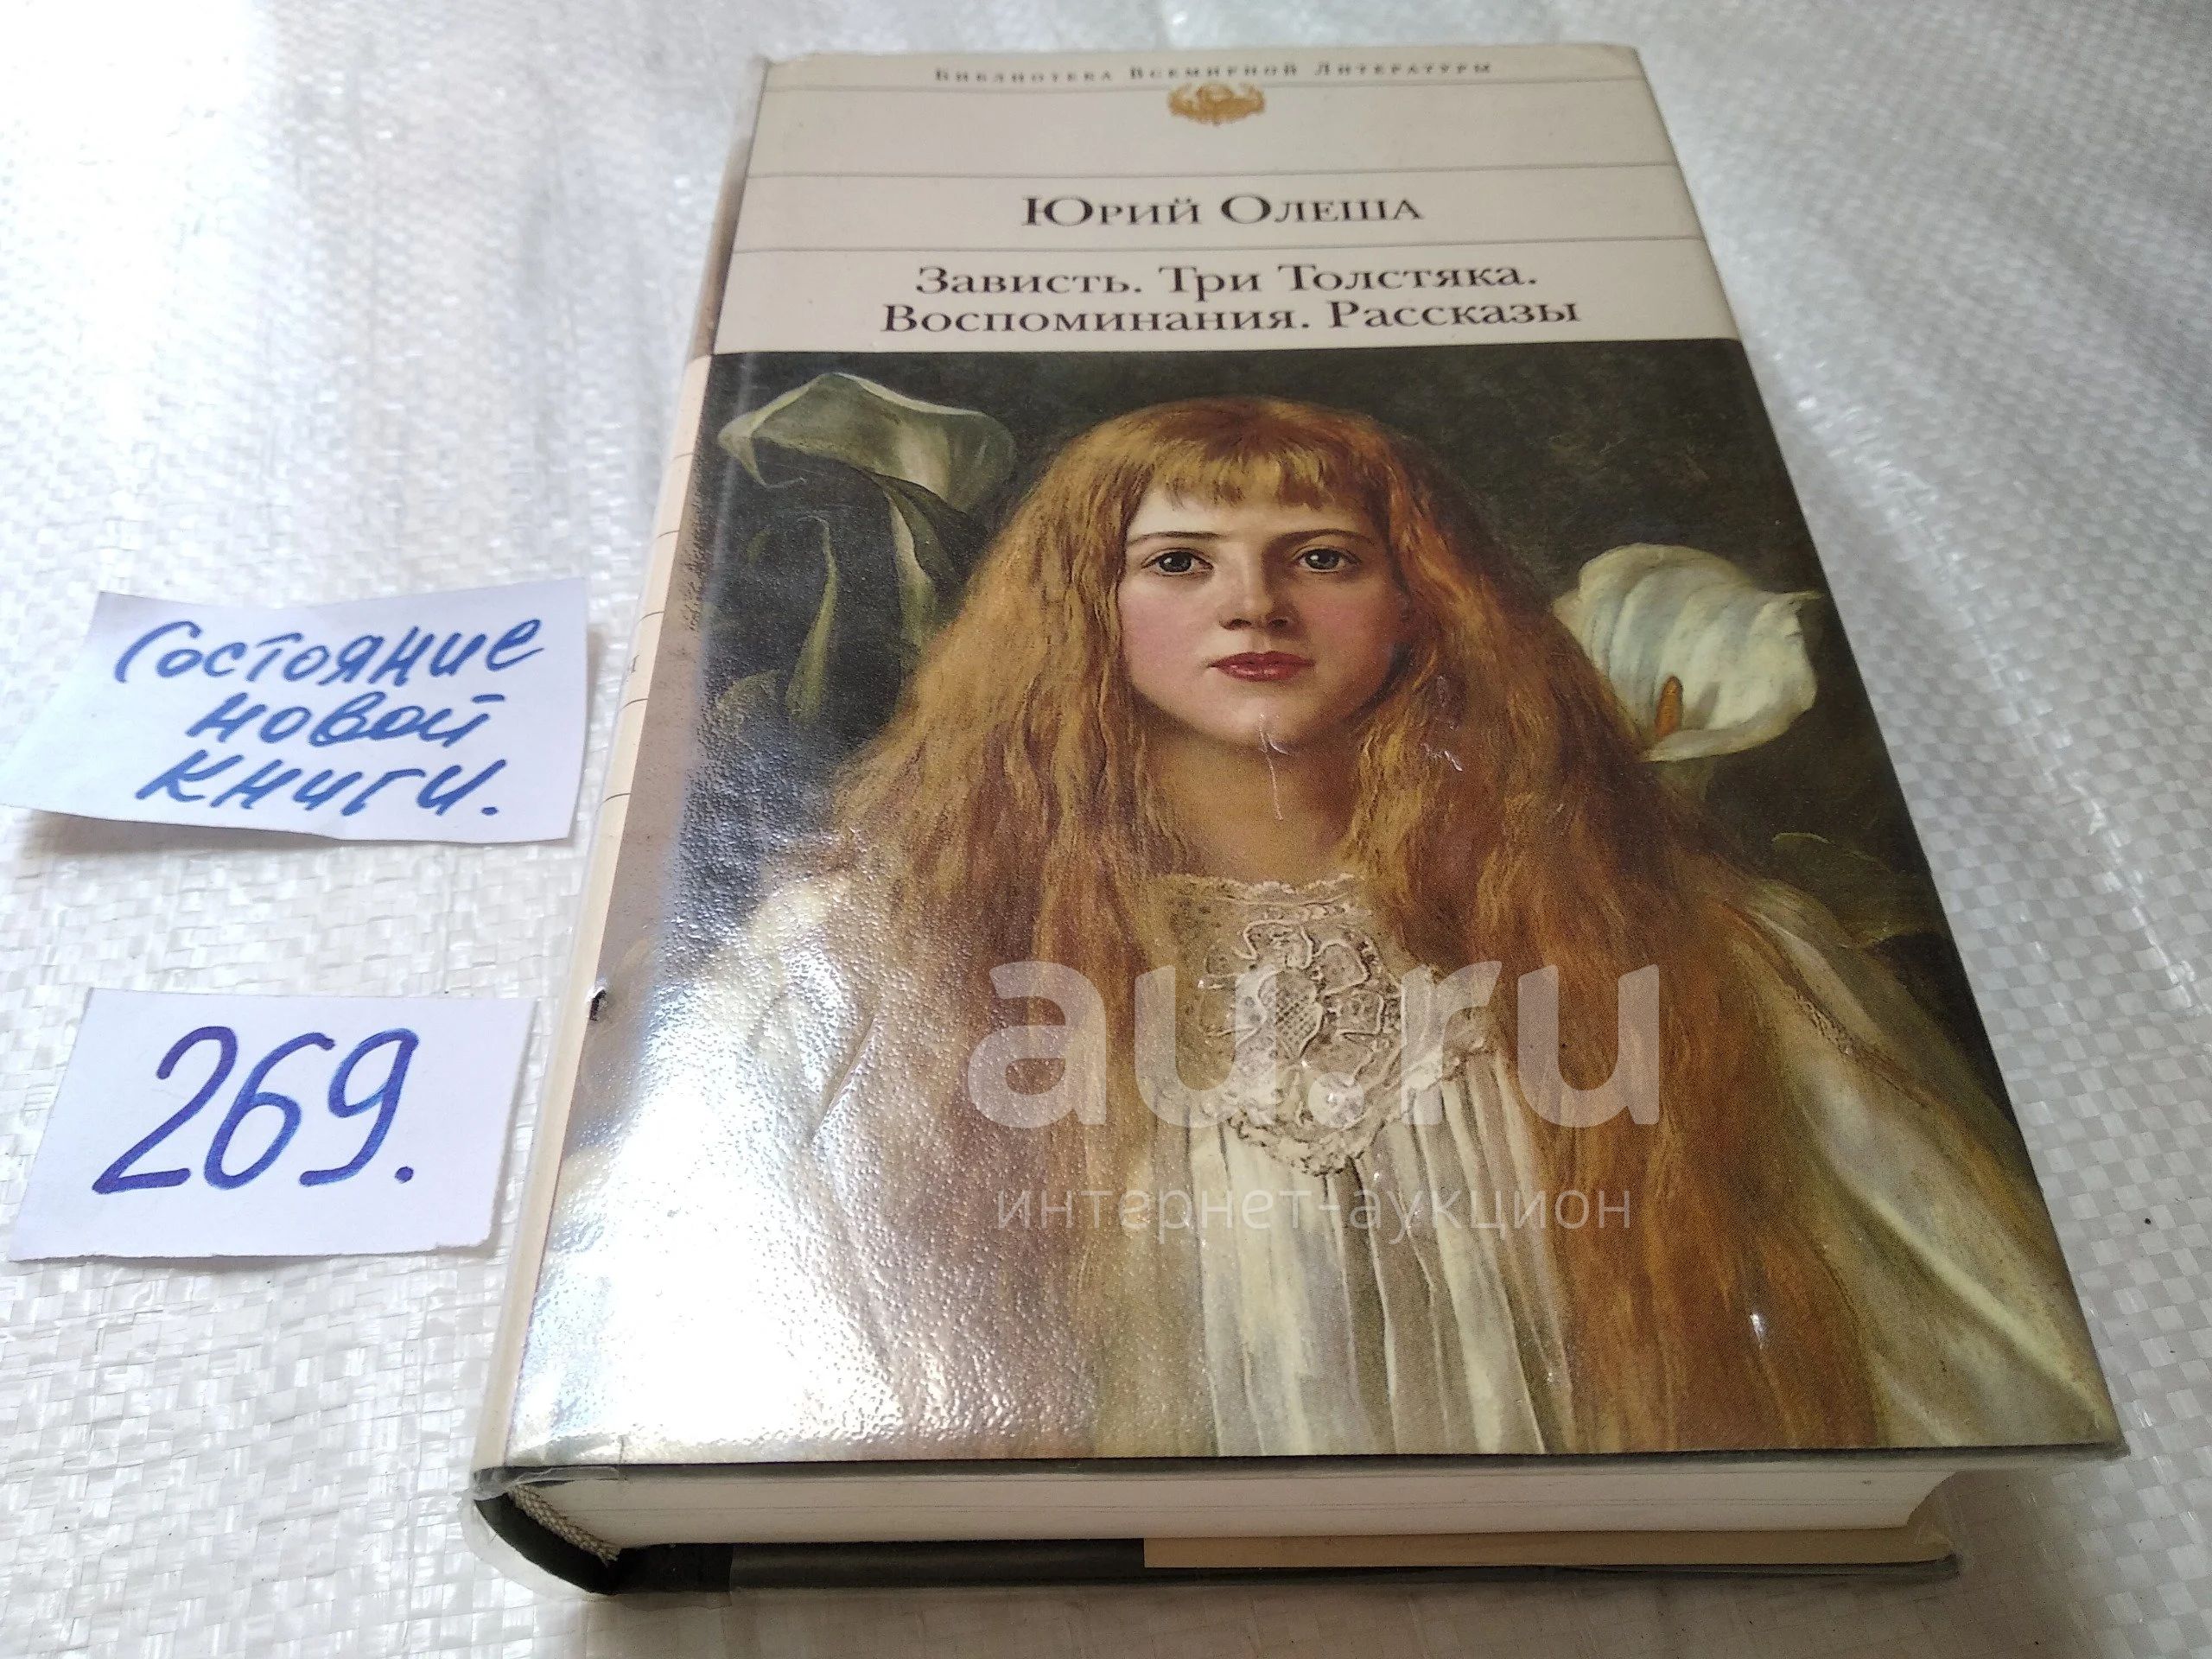 Библиотека Всемирной Литературы
Юрий Олеша
Зависть. Три Толстяка.
Воспоминания. Рассказы
Состояние
новой
книги.
269.
au.ru
интернет-аукцион